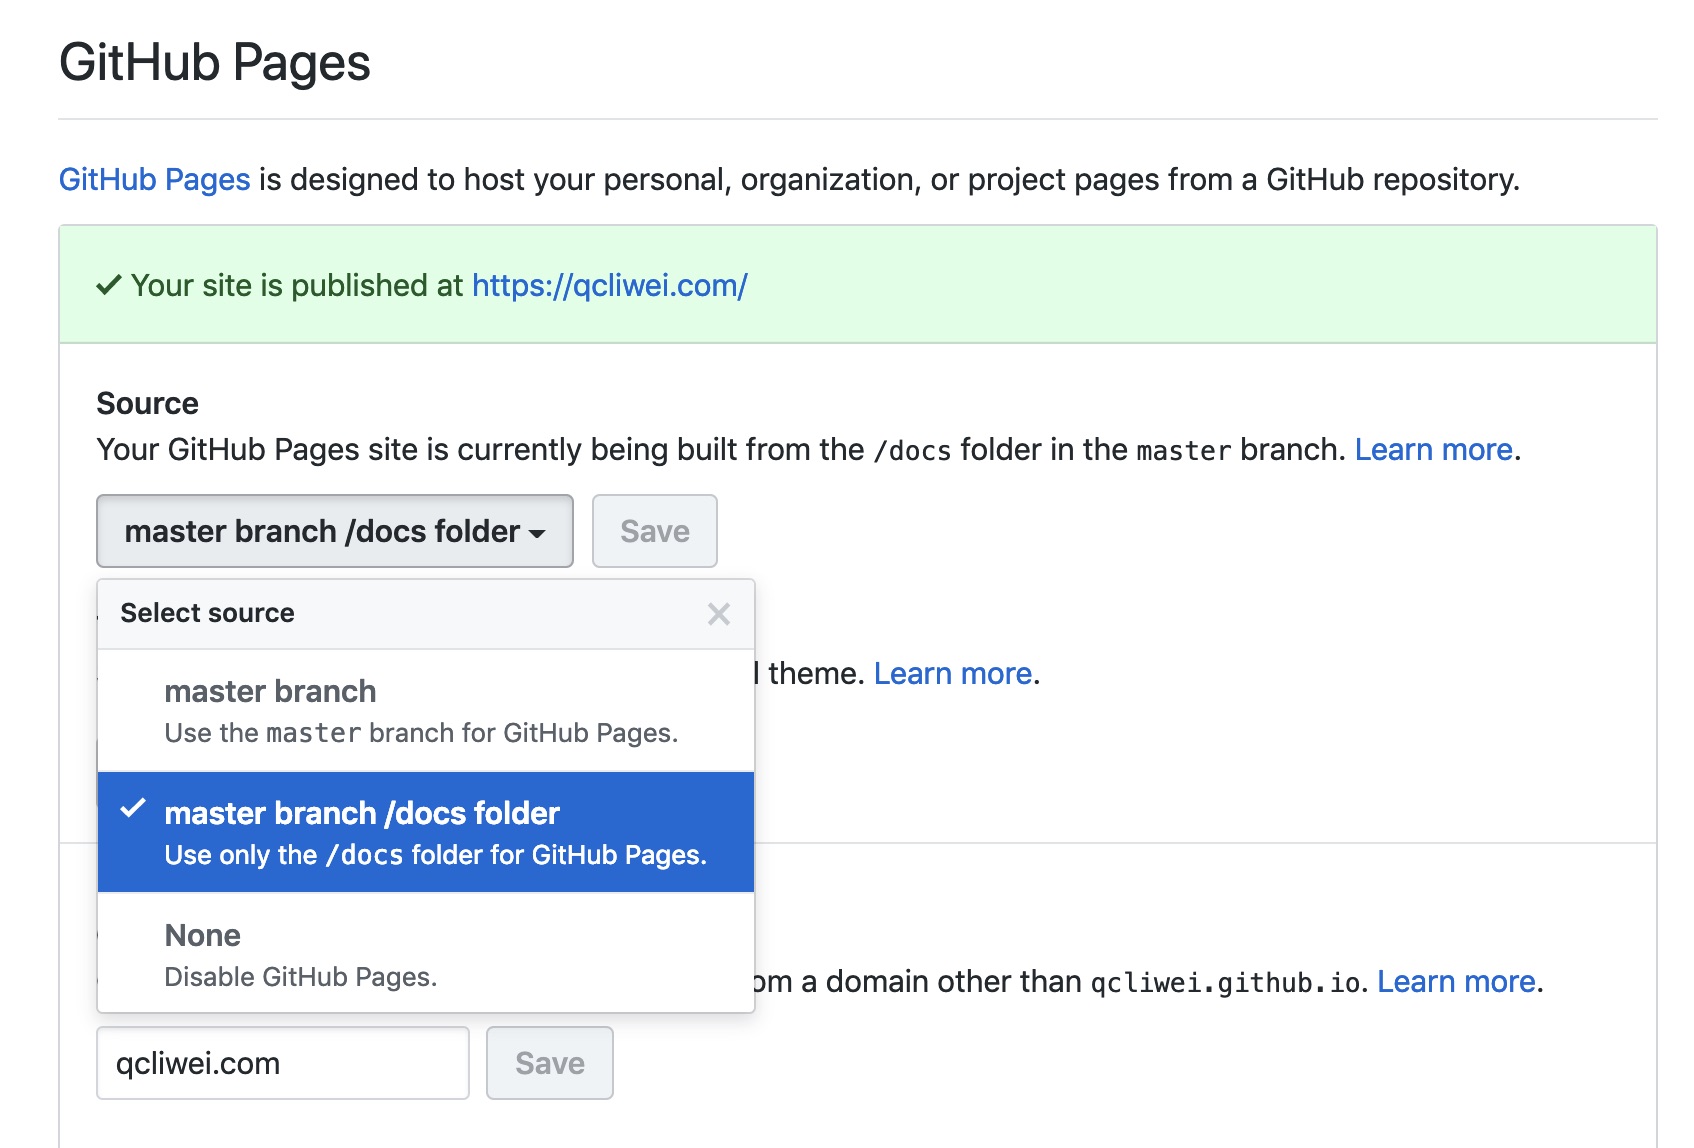 GitHub Pages
GitHub Pages is designed to host your personal, organization, or project pages from a GitHub repository.
Your site is published at https://qcliwei.com/
Source
Your GitHub Pages site is currently being built from the /docs folder in the master branch. Learn more.
master branch /docs folder Save
Select source
theme. Learn more.
master branch
Use the master branch for GitHub Pages.
master branch /docs folder
Use only the /docs folder for GitHub Pages.
None
Disable GitHub Pages.
a domain other than qcliwei.github.io. Learn more.
qcliwei.com Save